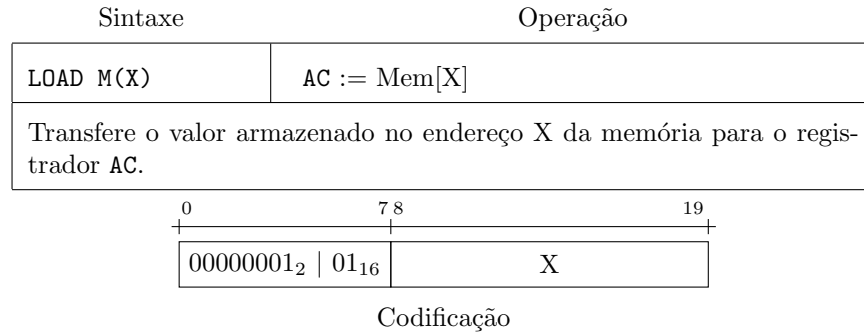 Sintaxe Operação
LOAD M(X) AC := Mem[X]
Transfere o valor armazenado no endereço X da memória para o regis-
trador AC.
0 7 8 19
00000001₂ | 01₁₆ X
Codificação